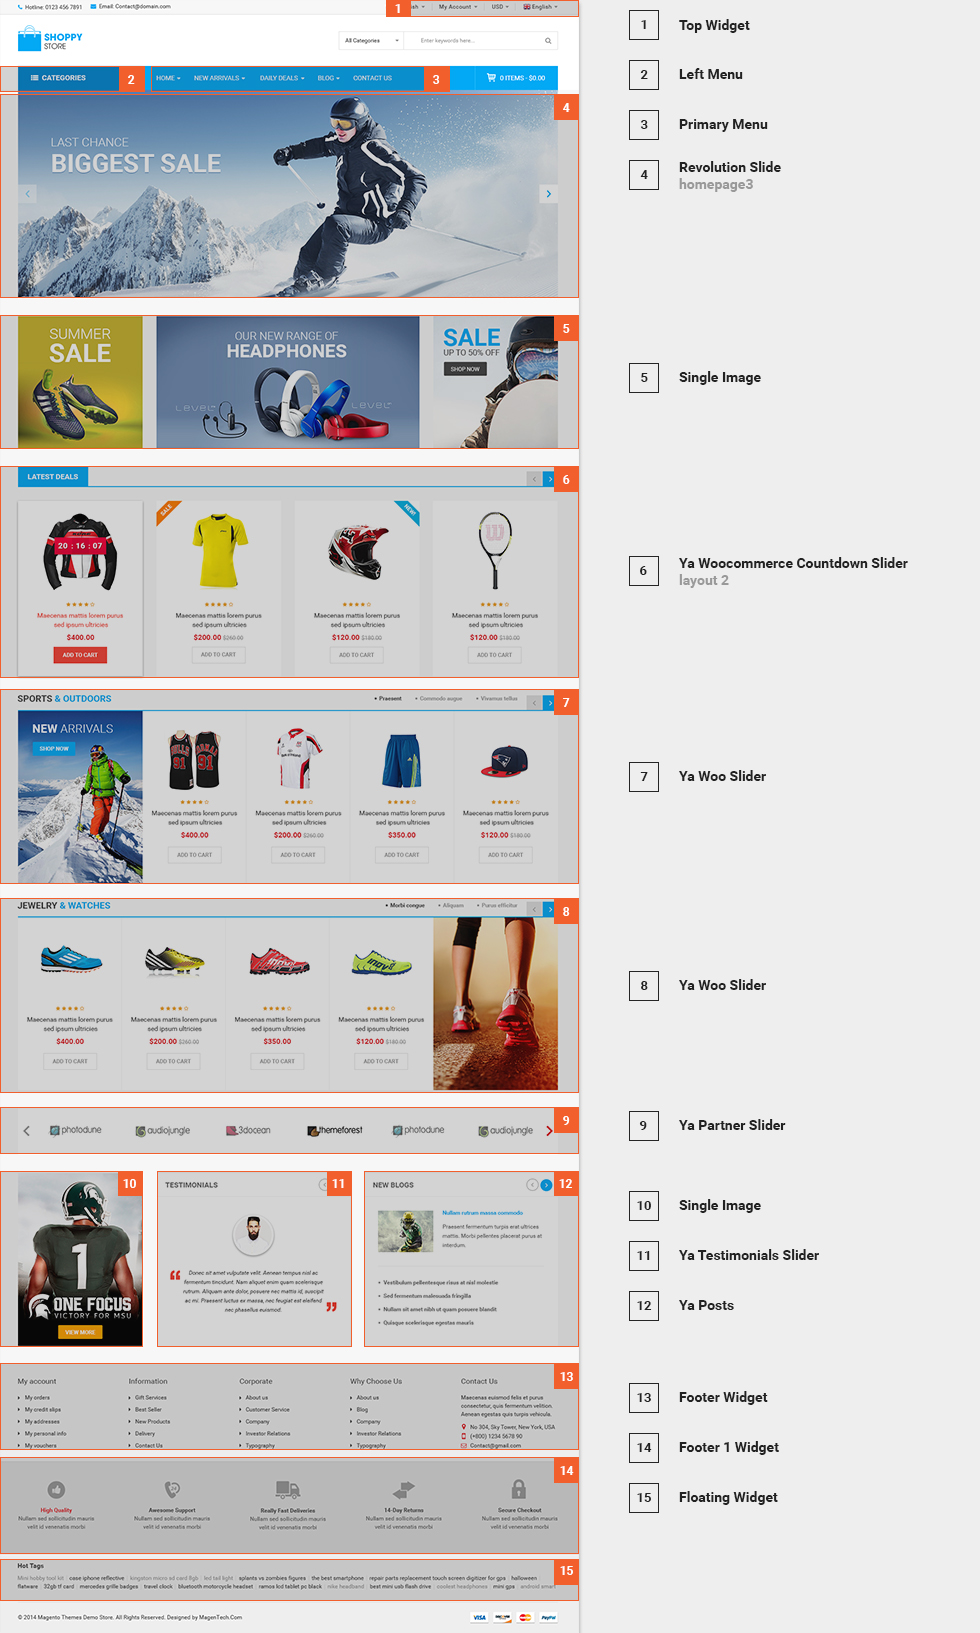 Hotline: 0123 456 7891 Email: Contact@domain.com 1 My Account USD English
SHOPPY
STORE
All Categories Enter keywords here...
CATEGORIES 2 HOME NEW ARRIVALS DAILY DEALS BLOG CONTACT US 3 0 ITEMS - $0.00
4
LAST CHANCE
BIGGEST SALE
SUMMER
SALE
OUR NEW RANGE OF
HEADPHONES
LEVEL
LEVEL
SALE
UP TO 50% OFF
SHOP NOW
5
LATEST DEALS
6
SALE
NEW!
20 : 16 : 07
Maecenas mattis lorem purus
sed ipsum ultricies
$400.00
ADD TO CART
Maecenas mattis lorem purus
sed ipsum ultricies
$200.00 $260.00
ADD TO CART
Maecenas mattis lorem purus
sed ipsum ultricies
$120.00 $180.00
ADD TO CART
Maecenas mattis lorem purus
sed ipsum ultricies
$120.00 $180.00
ADD TO CART
SPORTS & OUTDOORS Praesent Commodo augue Vivamus tellus 7
NEW ARRIVALS
SHOP NOW
Maecenas mattis lorem purus
sed ipsum ultricies
$400.00
ADD TO CART
Maecenas mattis lorem purus
sed ipsum ultricies
$200.00 $260.00
ADD TO CART
Maecenas mattis lorem purus
sed ipsum ultricies
$350.00
ADD TO CART
Maecenas mattis lorem purus
sed ipsum ultricies
$120.00 $180.00
ADD TO CART
JEWELRY & WATCHES Morbi congue Aliquam Purus efficitur 8
Maecenas mattis lorem purus
sed ipsum ultricies
$400.00
ADD TO CART
Maecenas mattis lorem purus
sed ipsum ultricies
$200.00 $260.00
ADD TO CART
Maecenas mattis lorem purus
sed ipsum ultricies
$350.00
ADD TO CART
Maecenas mattis lorem purus
sed ipsum ultricies
$120.00 $180.00
ADD TO CART
photodune audiojungle 3docean themeforest photodune audiojungle 9
10
1
ONE FOCUS
VICTORY FOR MSU
VIEW MORE
TESTIMONIALS 11
Donec sit amet vulputate velit: Aenean tempus nisl ac
fermentum tincidunt. Nam aliquet enim quam scelerisque
rutrum. Aliquam ante dolor, posuere nec mattis id, suscipit
ac mi. Praesent luctus ex massa, nec feugiat est eleifend
nec phasellus euismod.
NEW BLOGS 12
Nullam rutrum massa commodo
Praesent fermentum turpis erat ultrices
mattis. Morbi pellentes placerat purus at
interdum.
Vestibulum pellentesque risus at nisl molestie
Sed fermentum malesuada fringilla
Nullam sit amet nibh ut quam posuere blandit
Quisque scelerisque egestas mauris
13
My account
My orders
My credit slips
My addresses
My personal info
My vouchers
Information
Gift Services
Best Seller
New Products
Delivery
Contact Us
Corporate
About us
Customer Service
Company
Investor Relations
Typography
Why Choose Us
About us
Blog
Company
Investor Relations
Typography
Contact Us
Maecenas euismod felis et purus
consectetur, quis fermentum velition.
Aenean egestas quis turpis vehicula.
No 304, Sky Tower, New York, USA
(+800) 1234 5678 90
Contact@gmail.com
14
High Quality
Nullam sed sollicitudin mauris
velit id venenatis morbi
Awesome Support
Nullam sed sollicitudin mauris
velit id venenatis morbi
Really Fast Deliveries
Nullam sed sollicitudin mauris
velit id venenatis morbi
14-Day Returns
Nullam sed sollicitudin mauris
velit id venenatis morbi
Secure Checkout
Nullam sed sollicitudin mauris
velit id venenatis morbi
15
Hot Tags
Mini hobby tool kit case iphone reflective kingston micro sd card 8gb led tail light splants vs zombies figures the best smartphone repair parts replacement touch screen digitizer for gps halloween
flatware 32gb tf card mercedes grille badges travel clock bluetooth motorcycle headset ramos lcd tablet pc black nike headband best mini usb flash drive coolest headphones mini gps android smart
© 2014 Magento Themes Demo Store. All Rights Reserved. Designed by MagenTech.Com VISA DISCOVER MasterCard PayPal
1 Top Widget
2 Left Menu
3 Primary Menu
4 Revolution Slide
homepage3
5 Single Image
6 Ya Woocommerce Countdown Slider
layout 2
7 Ya Woo Slider
8 Ya Woo Slider
9 Ya Partner Slider
10 Single Image
11 Ya Testimonials Slider
12 Ya Posts
13 Footer Widget
14 Footer 1 Widget
15 Floating Widget